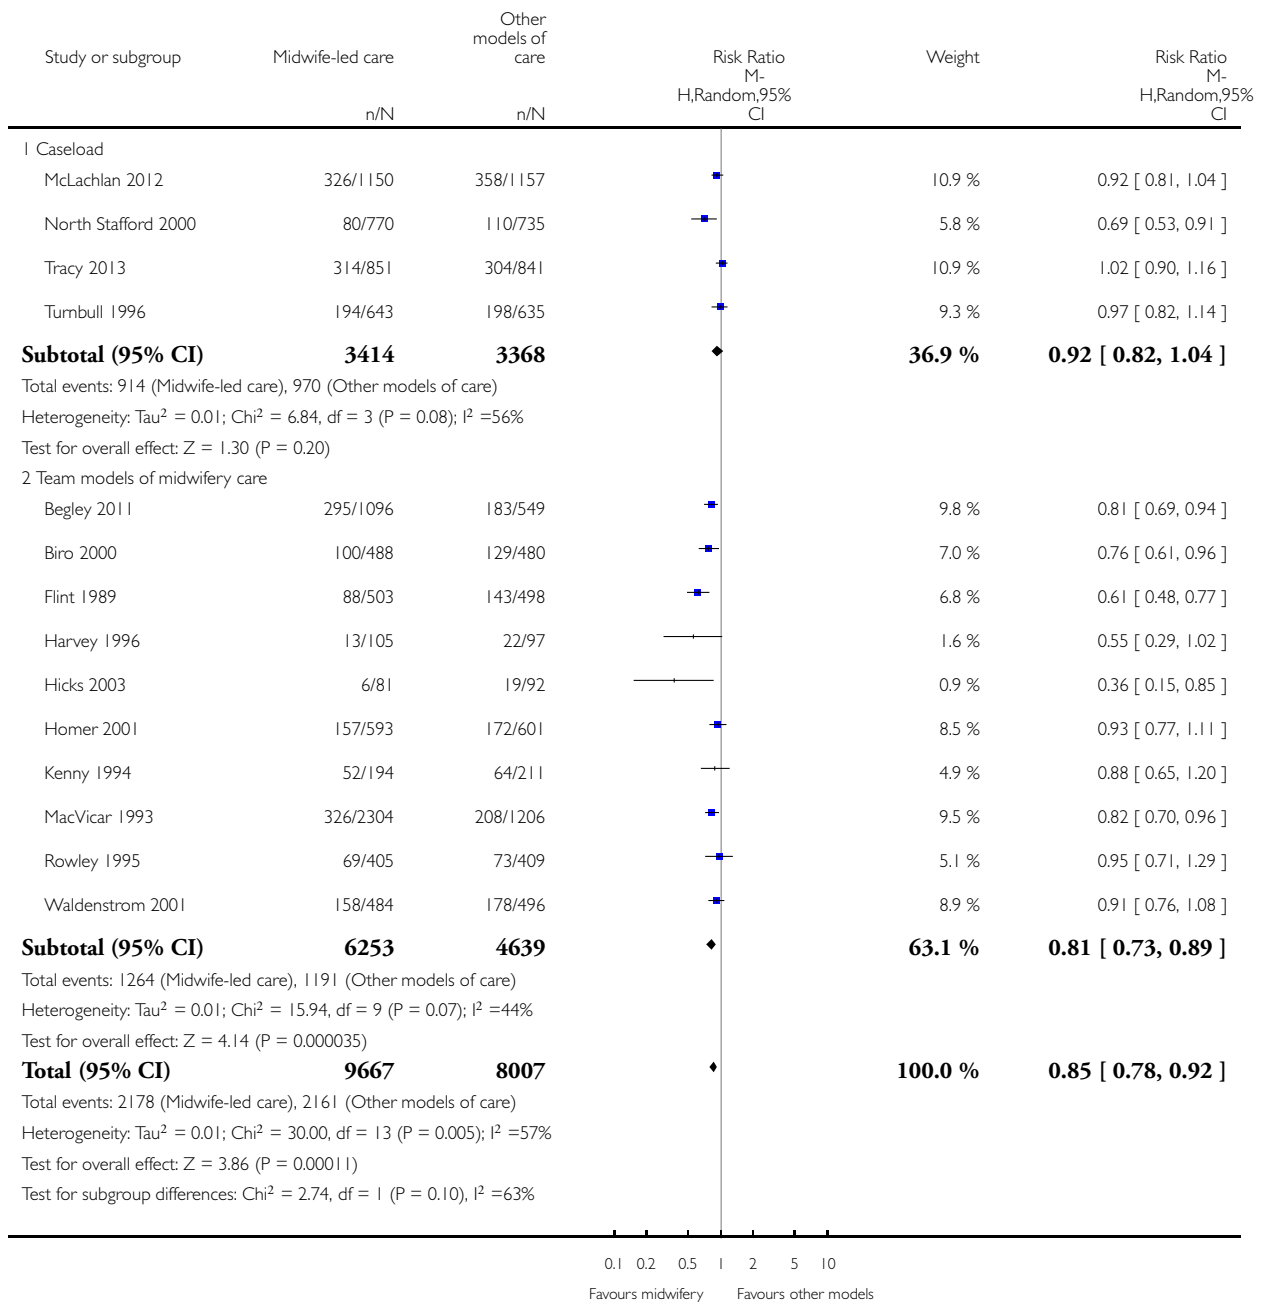 Study or subgroup Midwife-led care Other models of care Risk Ratio M-H,Random,95% CI Weight Risk Ratio M-H,Random,95% CI
n/N n/N
1 Caseload
McLachlan 2012 326/1150 358/1157 10.9 % 0.92 [ 0.81, 1.04 ]
North Stafford 2000 80/770 110/735 5.8 % 0.69 [ 0.53, 0.91 ]
Tracy 2013 314/851 304/841 10.9 % 1.02 [ 0.90, 1.16 ]
Turnbull 1996 194/643 198/635 9.3 % 0.97 [ 0.82, 1.14 ]
Subtotal (95% CI) 3414 3368 36.9 % 0.92 [ 0.82, 1.04 ]
Total events: 914 (Midwife-led care), 970 (Other models of care)
Heterogeneity: Tau² = 0.01; Chi² = 6.84, df = 3 (P = 0.08); I² =56%
Test for overall effect: Z = 1.30 (P = 0.20)
2 Team models of midwifery care
Begley 2011 295/1096 183/549 9.8 % 0.81 [ 0.69, 0.94 ]
Biro 2000 100/488 129/480 7.0 % 0.76 [ 0.61, 0.96 ]
Flint 1989 88/503 143/498 6.8 % 0.61 [ 0.48, 0.77 ]
Harvey 1996 13/105 22/97 1.6 % 0.55 [ 0.29, 1.02 ]
Hicks 2003 6/81 19/92 0.9 % 0.36 [ 0.15, 0.85 ]
Homer 2001 157/593 172/601 8.5 % 0.93 [ 0.77, 1.11 ]
Kenny 1994 52/194 64/211 4.9 % 0.88 [ 0.65, 1.20 ]
MacVicar 1993 326/2304 208/1206 9.5 % 0.82 [ 0.70, 0.96 ]
Rowley 1995 69/405 73/409 5.1 % 0.95 [ 0.71, 1.29 ]
Waldenstrom 2001 158/484 178/496 8.9 % 0.91 [ 0.76, 1.08 ]
Subtotal (95% CI) 6253 4639 63.1 % 0.81 [ 0.73, 0.89 ]
Total events: 1264 (Midwife-led care), 1191 (Other models of care)
Heterogeneity: Tau² = 0.01; Chi² = 15.94, df = 9 (P = 0.07); I² =44%
Test for overall effect: Z = 4.14 (P = 0.000035)
Total (95% CI) 9667 8007 100.0 % 0.85 [ 0.78, 0.92 ]
Total events: 2178 (Midwife-led care), 2161 (Other models of care)
Heterogeneity: Tau² = 0.01; Chi² = 30.00, df = 13 (P = 0.005); I² =57%
Test for overall effect: Z = 3.86 (P = 0.00011)
Test for subgroup differences: Chi² = 2.74, df = 1 (P = 0.10), I² =63%
0.1 0.2 0.5 1 2 5 10
Favours midwifery Favours other models